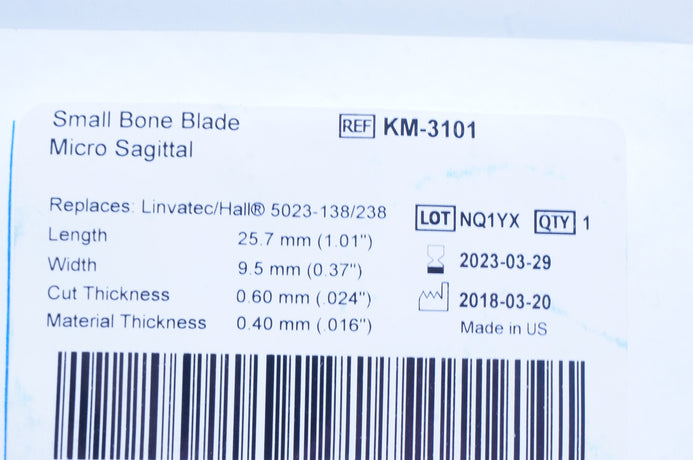 Small Bone Blade
Micro Sagittal
REF KM-3101
Replaces: Linvatec/Hall® 5023-138/238
Length 25.7 mm (1.01")
Width 9.5 mm (0.37")
Cut Thickness 0.60 mm (.024")
Material Thickness 0.40 mm (.016")
LOT NQ1YX QTY 1
2023-03-29
2018-03-20
Made in US